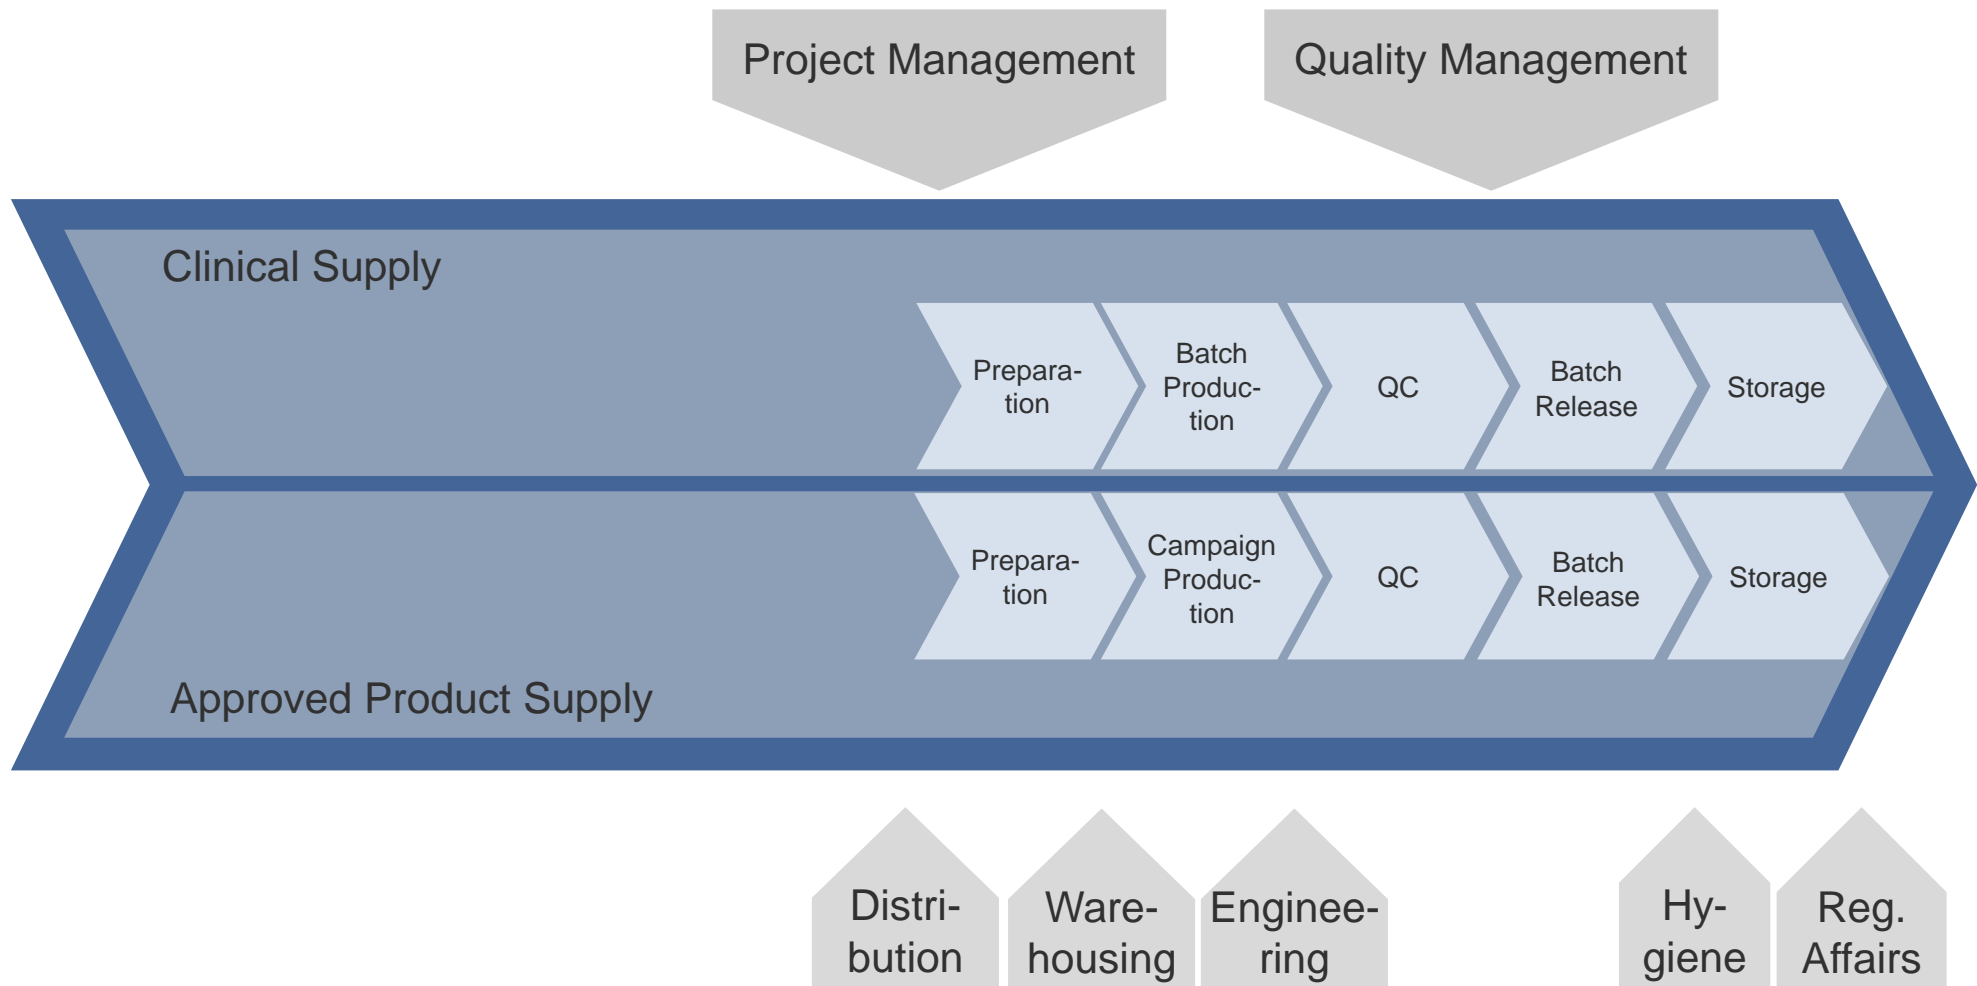 Project Management
Quality Management
Clinical Supply
Prepara-
tion
Batch
Produc-
tion
QC
Batch
Release
Storage
Prepara-
tion
Campaign
Produc-
tion
QC
Batch
Release
Storage
Approved Product Supply
Distri-
bution
Ware-
housing
Enginee-
ring
Hy-
giene
Reg.
Affairs